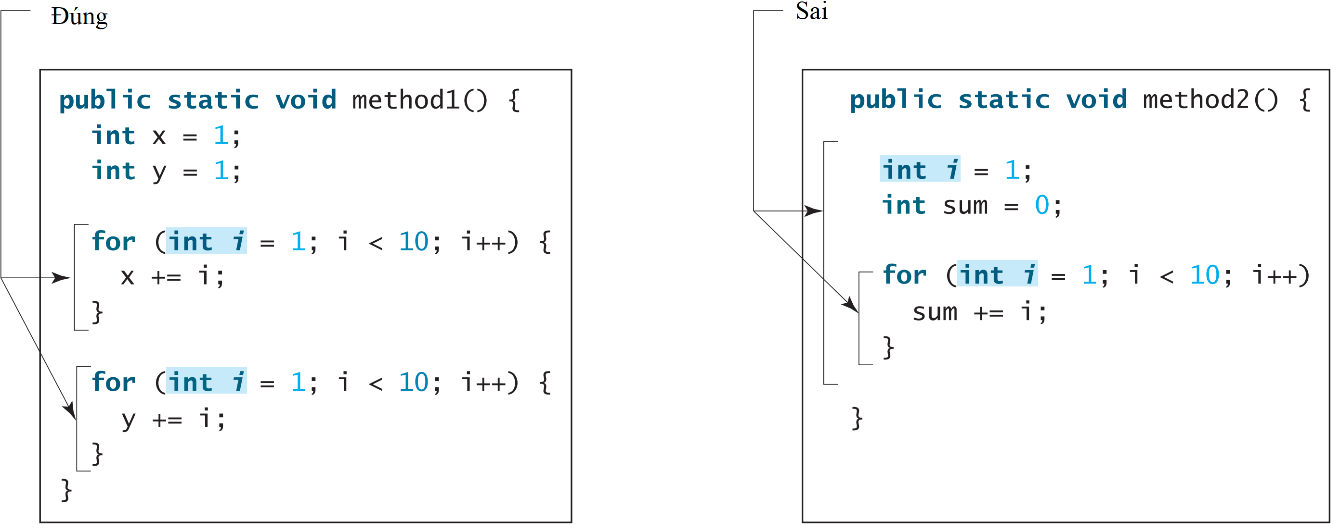 Đúng
public static void method1() {
int x = 1;
int y = 1;
for (int i = 1; i < 10; i++) {
x += i;
}
for (int i = 1; i < 10; i++) {
y += i;
}
}
Sai
public static void method2() {
int i = 1;
int sum = 0;
for (int i = 1; i < 10; i++)
sum += i;
}
}